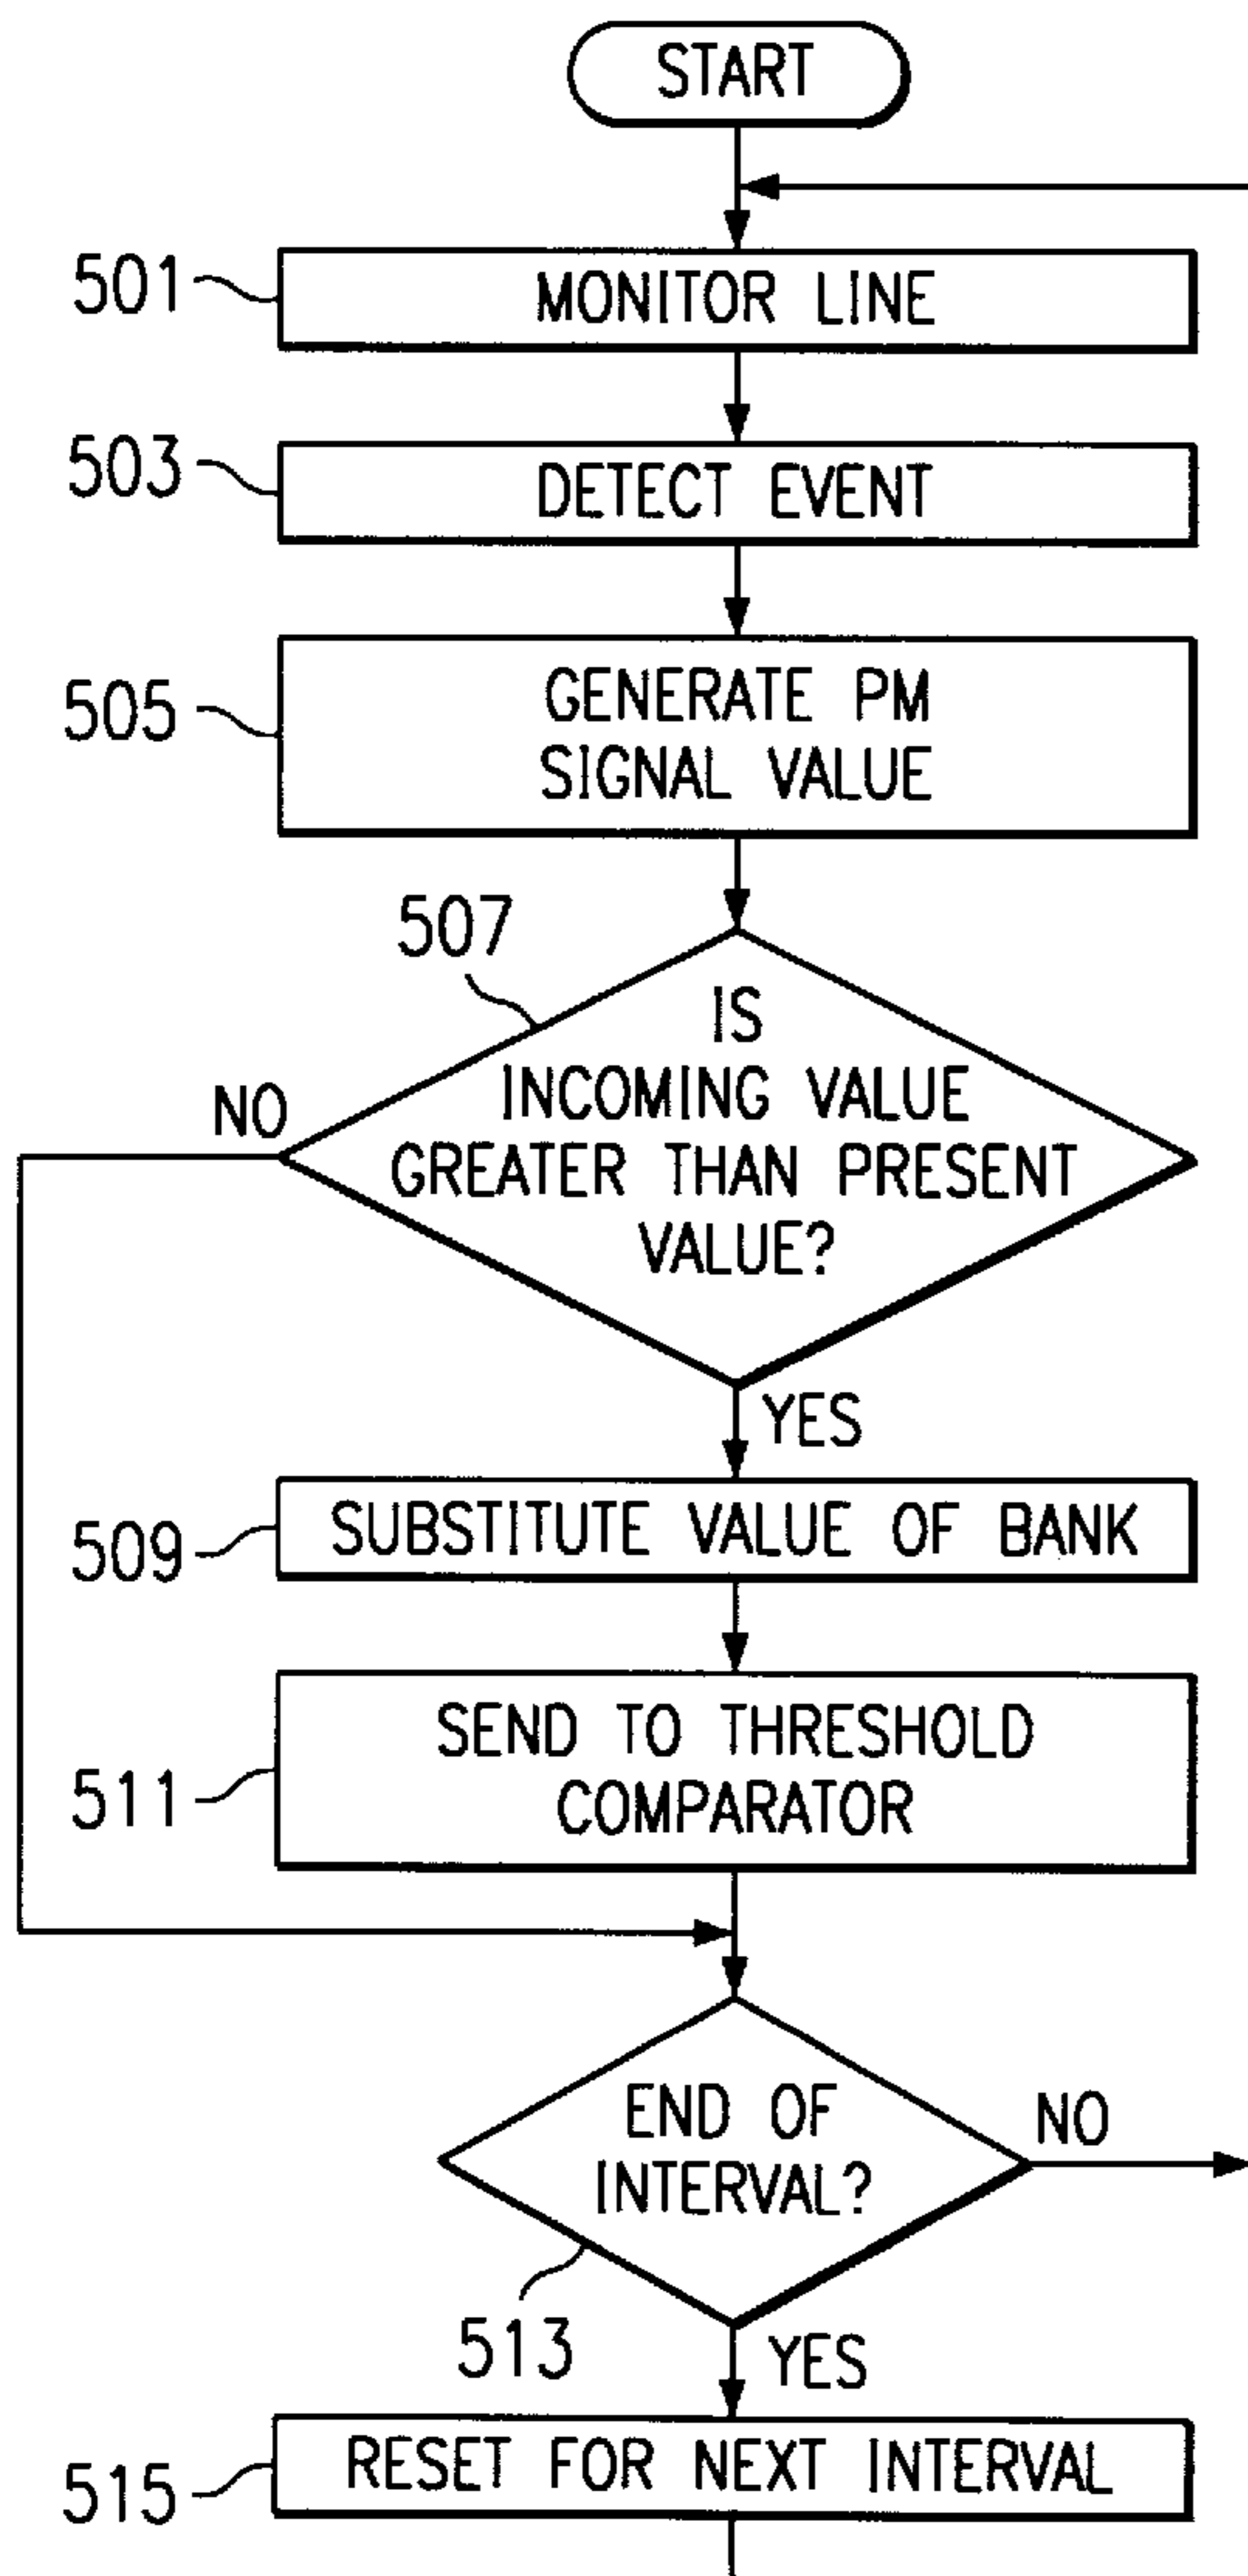 START
501
MONITOR LINE
503
DETECT EVENT
505
GENERATE PM
SIGNAL VALUE
507
IS
INCOMING VALUE
GREATER THAN PRESENT
VALUE?
NO
YES
509
SUBSTITUTE VALUE OF BANK
511
SEND TO THRESHOLD
COMPARATOR
END OF
INTERVAL?
NO
513
YES
515
RESET FOR NEXT INTERVAL